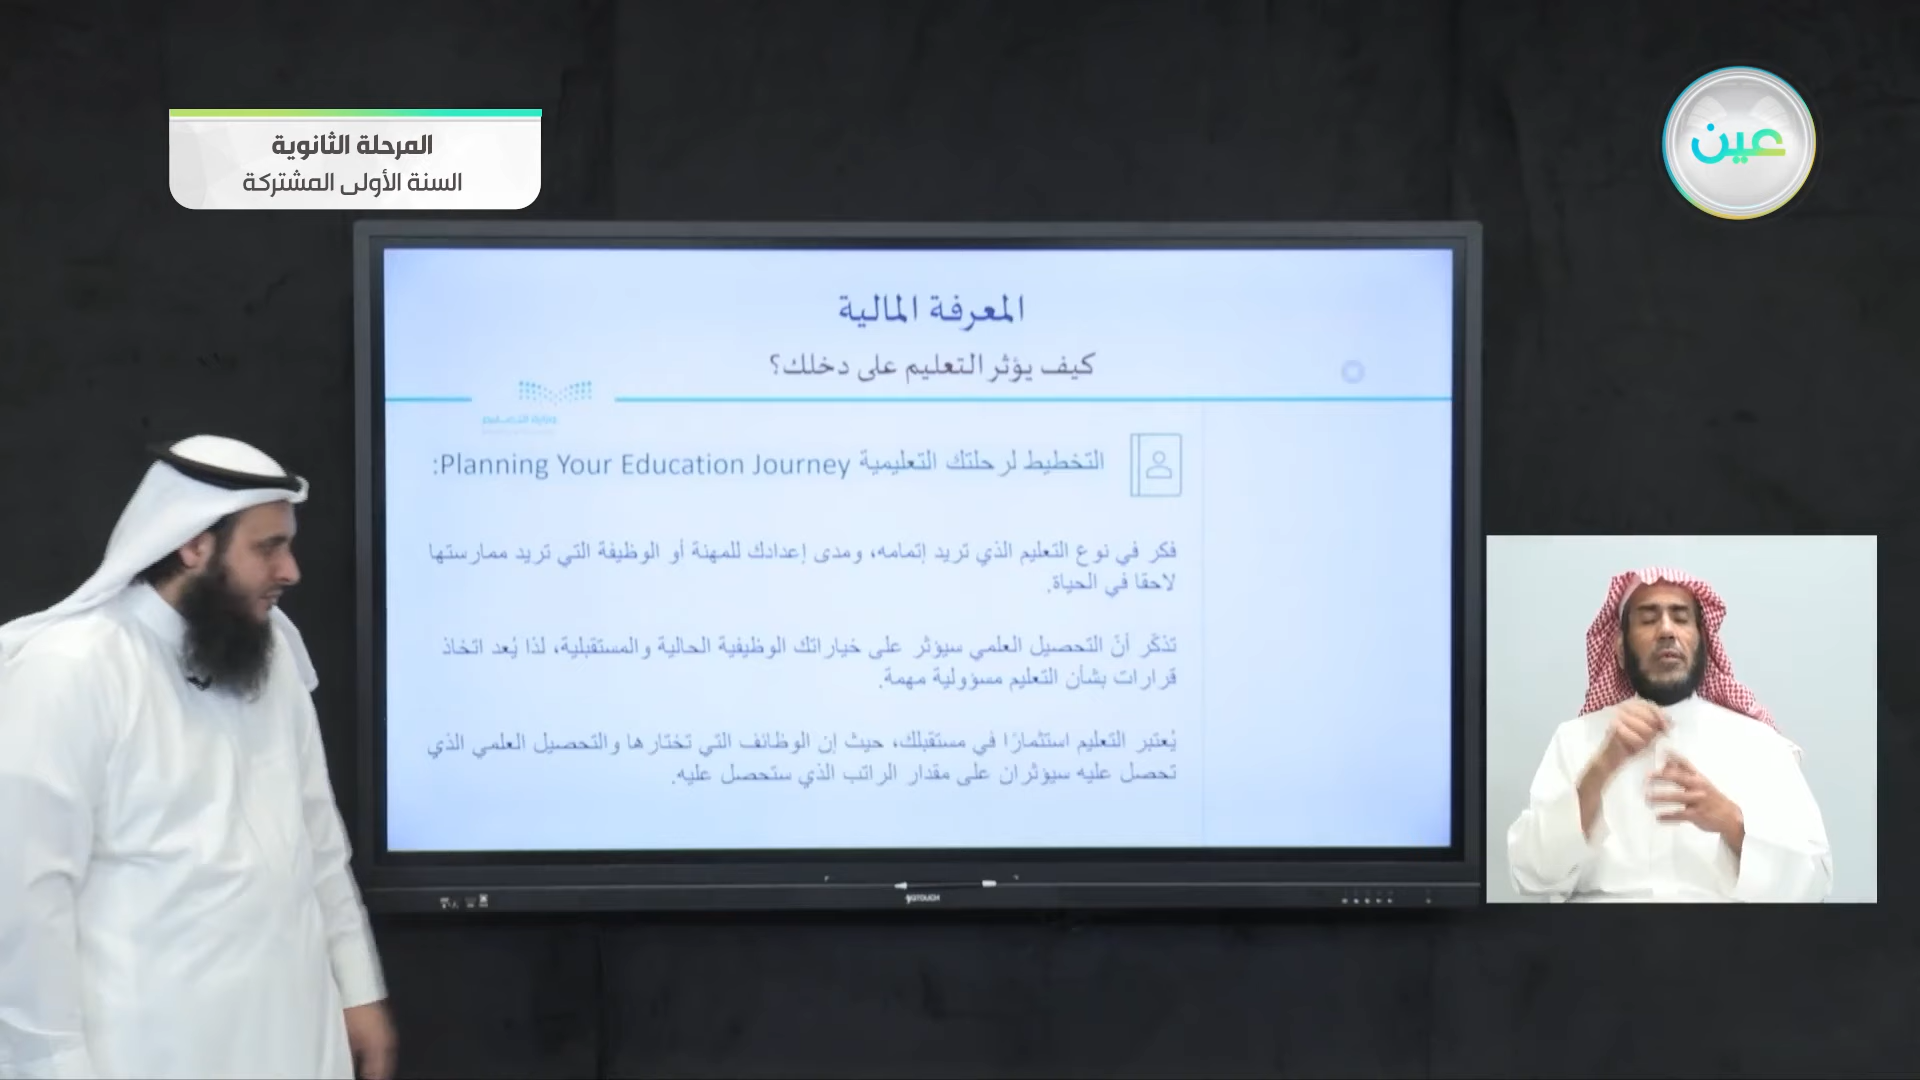 المرحلة الثانوية
السنة الأولى المشتركة
عين
المعرفة المالية
كيف يؤثر التعليم على دخلك؟
وزارة التعليم
التخطيط لرحلتك التعليمية Planning Your Education Journey:
فكر في نوع التعليم الذي تريد إتمامه، ومدى إعدادك للمهنة أو الوظيفة التي تريد ممارستها
لاحقا في الحياة.
تذكّر أنّ التحصيل العلمي سيؤثر على خياراتك الوظيفية الحالية والمستقبلية، لذا يُعد اتخاذ
قرارات بشأن التعليم مسؤولية مهمة.
يُعتبر التعليم استثمارًا في مستقبلك، حيث إن الوظائف التي تختارها والتحصيل العلمي الذي
تحصل عليه سيؤثران على مقدار الراتب الذي ستحصل عليه.